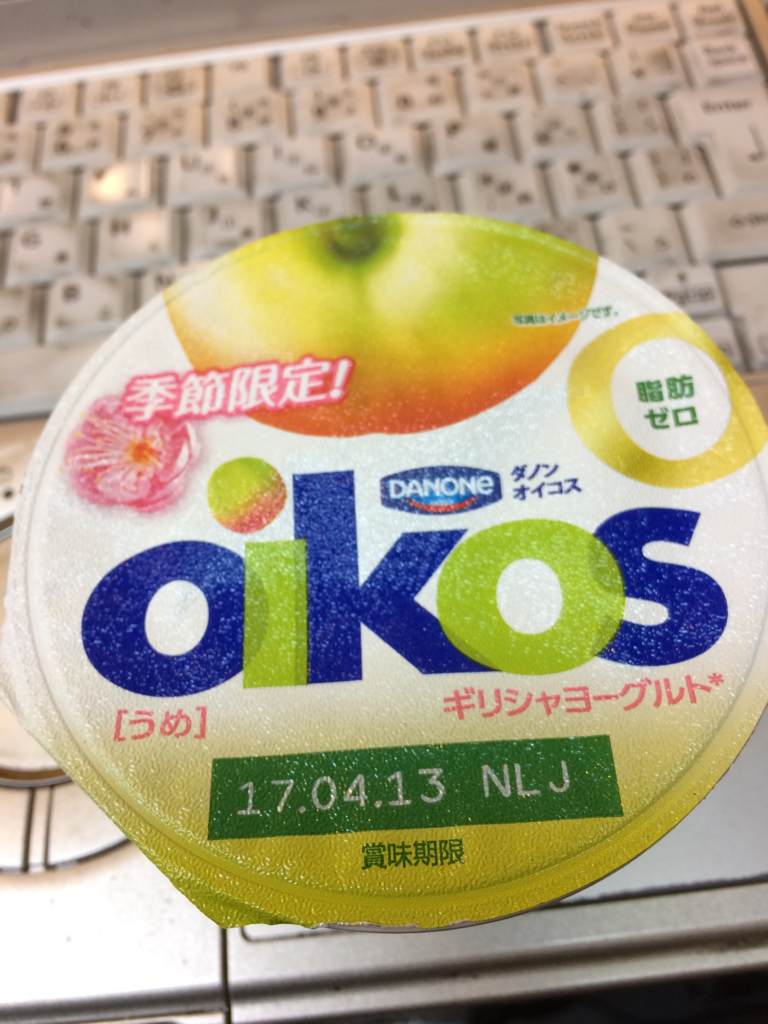 写真はイメージです。
季節限定!
脂肪
ゼロ
DANONE
ダノン
オイコス
oikos
[うめ]
ギリシャヨーグルト*
17.04.13 NLJ
賞味期限
Enter